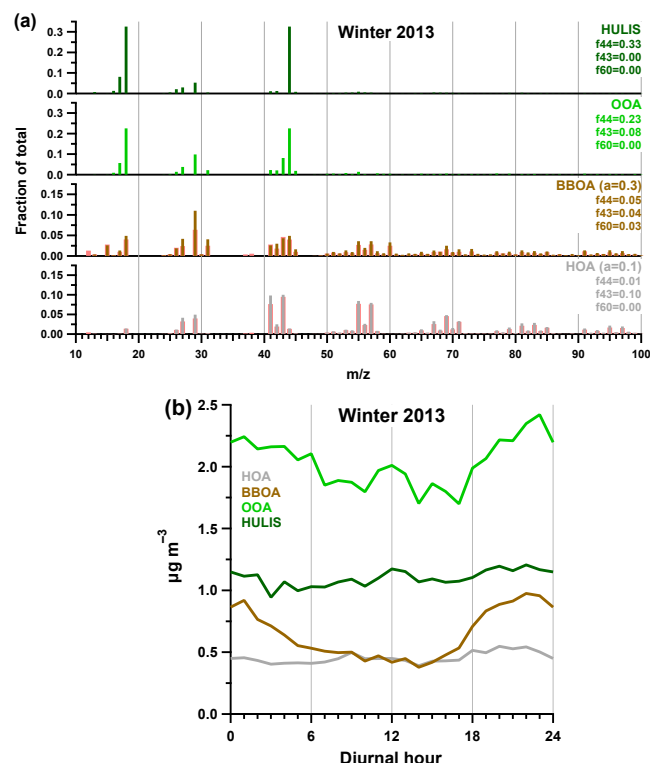 (a)
Winter 2013
HULIS
f44=0.33
f43=0.00
f60=0.00
0.3
0.2
0.1
0.0
OOA
f44=0.23
f43=0.08
f60=0.00
0.3
0.2
0.1
0.0
Fraction of total
BBOA (a=0.3)
f44=0.05
f43=0.04
f60=0.03
0.15
0.10
0.05
0.00
HOA (a=0.1)
f44=0.01
f43=0.10
f60=0.00
0.15
0.10
0.05
0.00
10 20 30 40 50 60 70 80 90 100
m/z
(b)
Winter 2013
2.5
2.0
1.5
1.0
0.5
0.0
µg m⁻³
HOA
BBOA
OOA
HULIS
0 6 12 18 24
Diurnal hour